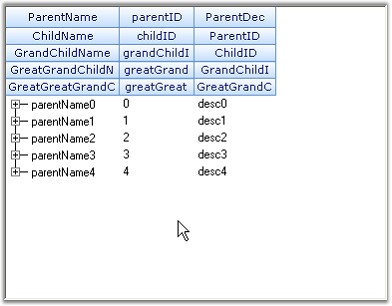 ParentName parentID ParentDec
ChildName childID ParentID
GrandChildName grandChildI ChildID
GreatGrandChildN greatGrand GrandChildI
GreatGreatGrandC greatGreat GreatGrandC
parentName0 0 desc0
parentName1 1 desc1
parentName2 2 desc2
parentName3 3 desc3
parentName4 4 desc4